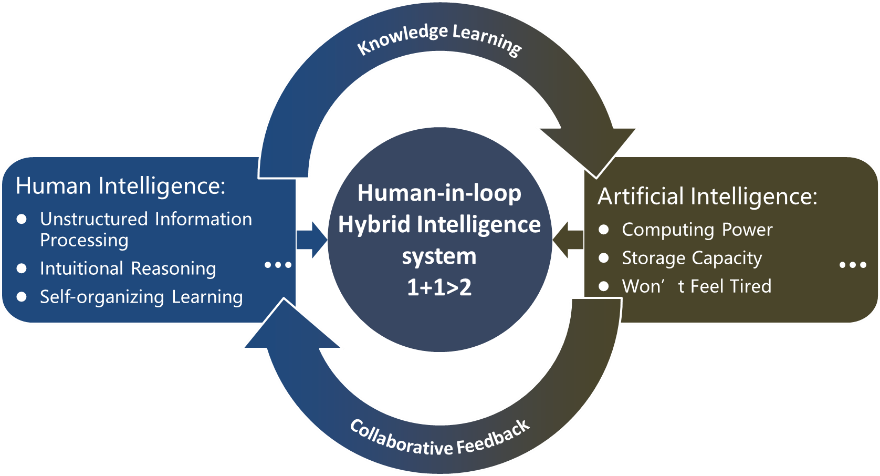 Knowledge Learning
Human Intelligence:
● Unstructured Information
Processing
● Intuitional Reasoning
● Self-organizing Learning
•••
Human-in-loop
Hybrid Intelligence
system
1+1>2
Artificial Intelligence:
● Computing Power
● Storage Capacity
● Won’t Feel Tired
•••
Collaborative Feedback